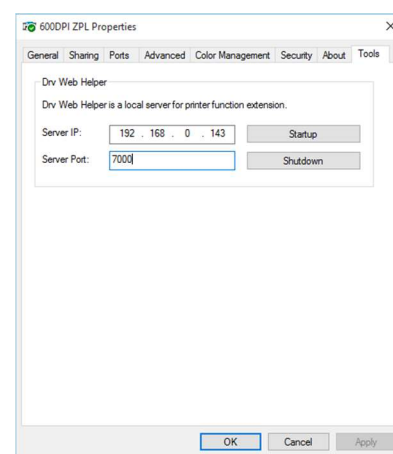 600DPI ZPL Properties
General Sharing Ports Advanced Color Management Security About Tools
Drv Web Helper
Drv Web Helper is a local server for printer function extension.
Server IP: 192 . 168 . 0 . 143 Startup
Server Port: 7000 Shutdown
OK Cancel Apply